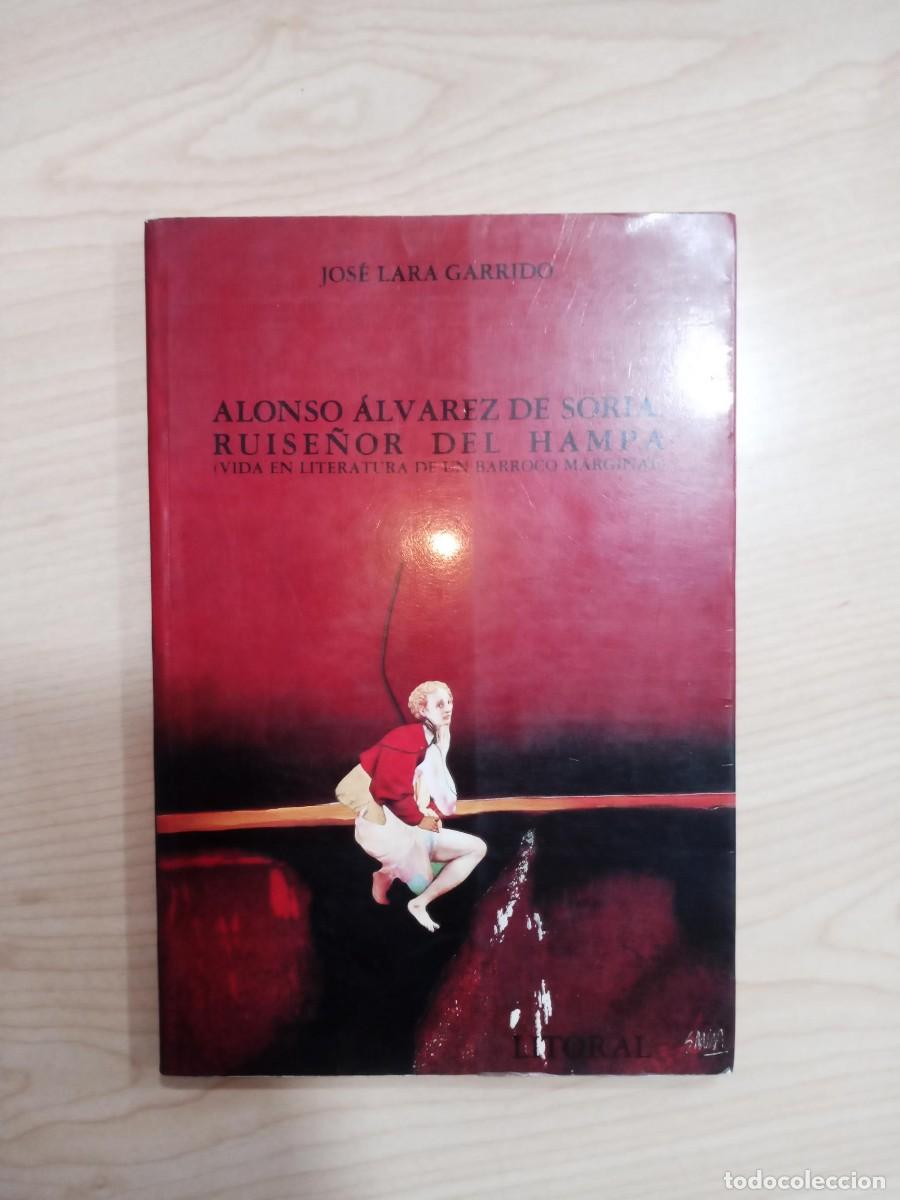 JOSÉ LARA GARRIDO
ALONSO ÁLVAREZ DE SORIA,
RUISEÑOR DEL HAMPA
(VIDA EN LITERATURA DE UN BARROCO MARGINAL)
LITORAL
todocoleccion